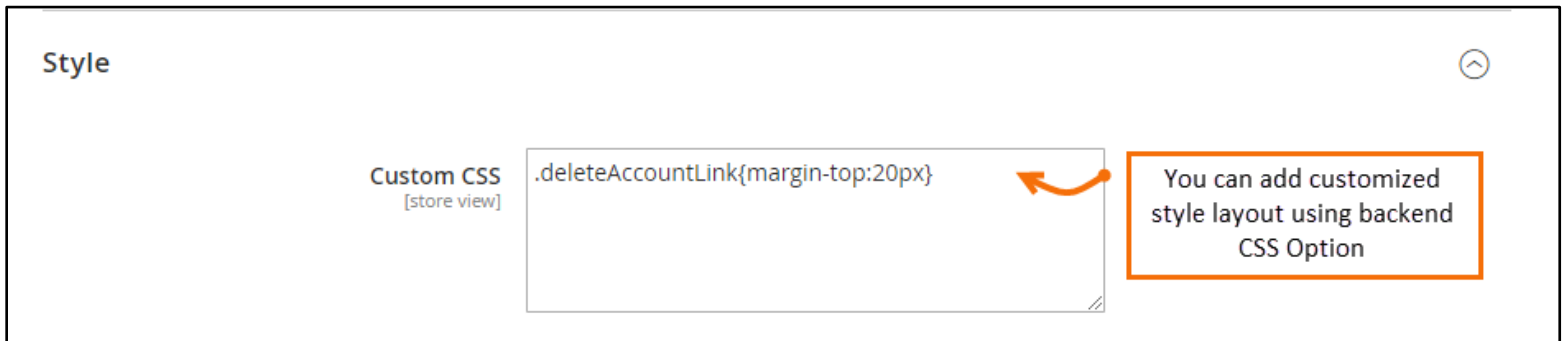 Style
Custom CSS
[store view]
.deleteAccountLink{margin-top:20px}
You can add customized
style layout using backend
CSS Option